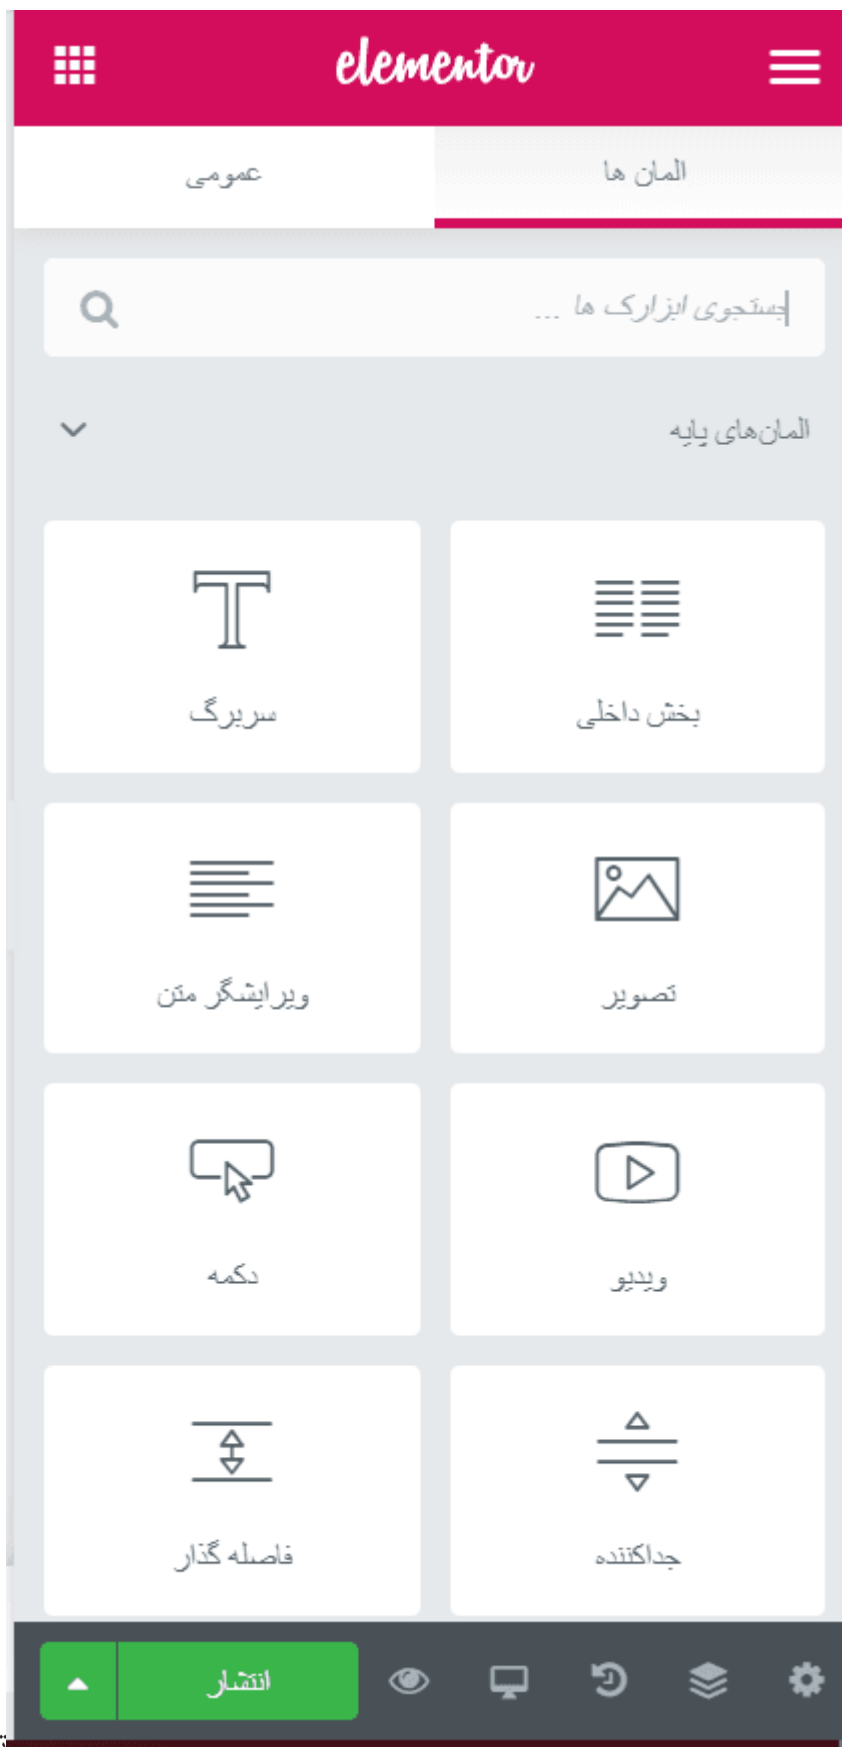 elementor
المان ها
عمومی
جستجوی ابزارک ها ...
المان‌های پایه
بخش داخلی
سربرگ
تصویر
ویرایشگر متن
ویدیو
دکمه
جداکننده
فاصله گذار
انتشار